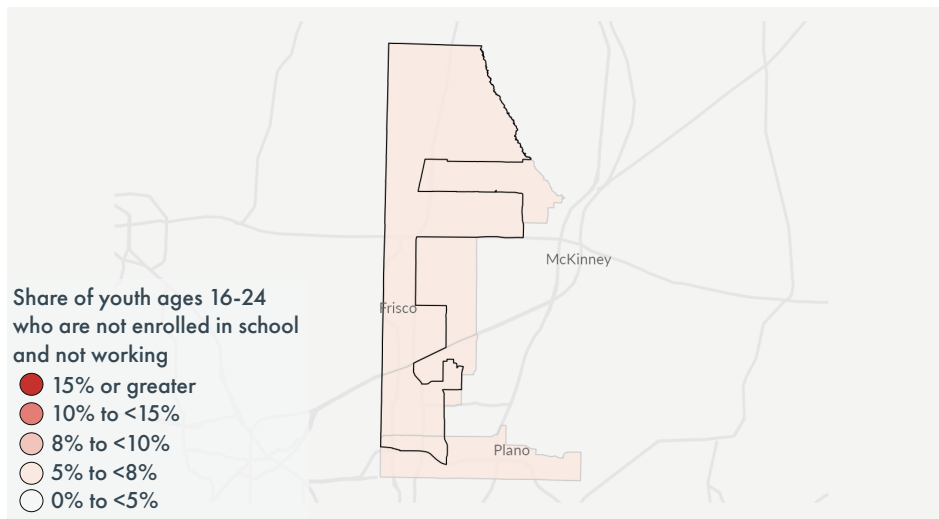 McKinney
Frisco
Plano
Share of youth ages 16-24
who are not enrolled in school
and not working
15% or greater
10% to <15%
8% to <10%
5% to <8%
0% to <5%